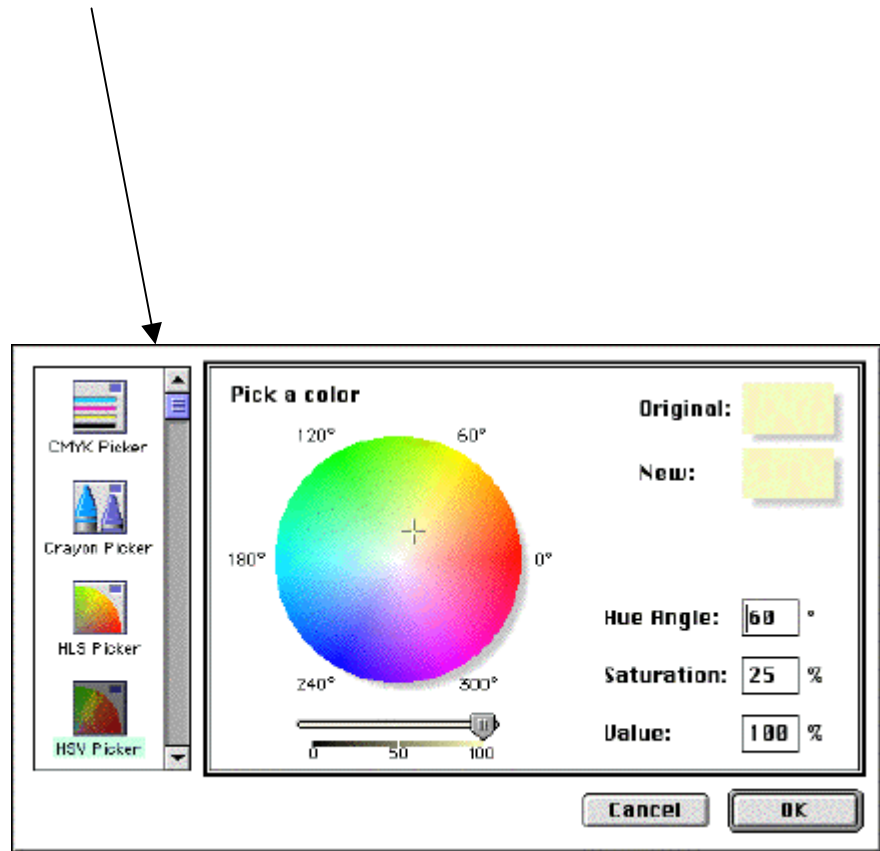 CMYK Picker
Crayon Picker
HLS Picker
HSV Picker
Pick a color
120° 60°
180° 0°
240° 300°
0 50 100
Original:
New:
Hue Angle: 60 °
Saturation: 25 %
Value: 100 %
Cancel OK